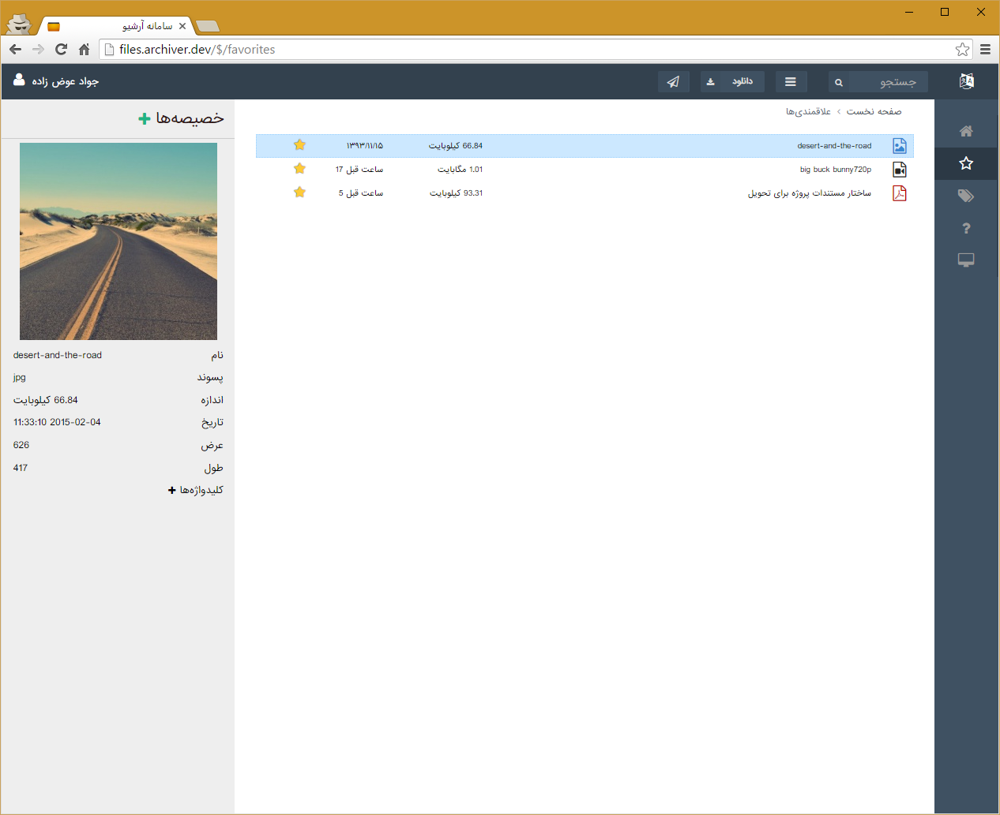 سامانه آرشیو
files.archiver.dev/$/favorites
جستجو
دانلود
جواد عوض زاده
صفحه نخست › علاقمندی‌ها
desert-and-the-road 66.84 کیلوبایت ۱۳۹۳/۱۱/۱۵
big buck bunny720p 1.01 مگابایت 17 ساعت قبل
ساختار مستندات پروژه برای تحویل 93.31 کیلوبایت 5 ساعت قبل
خصیصه‌ها
نام desert-and-the-road
پسوند jpg
اندازه 66.84 کیلوبایت
تاریخ 2015-02-04 11:33:10
عرض 626
طول 417
کلیدواژه‌ها